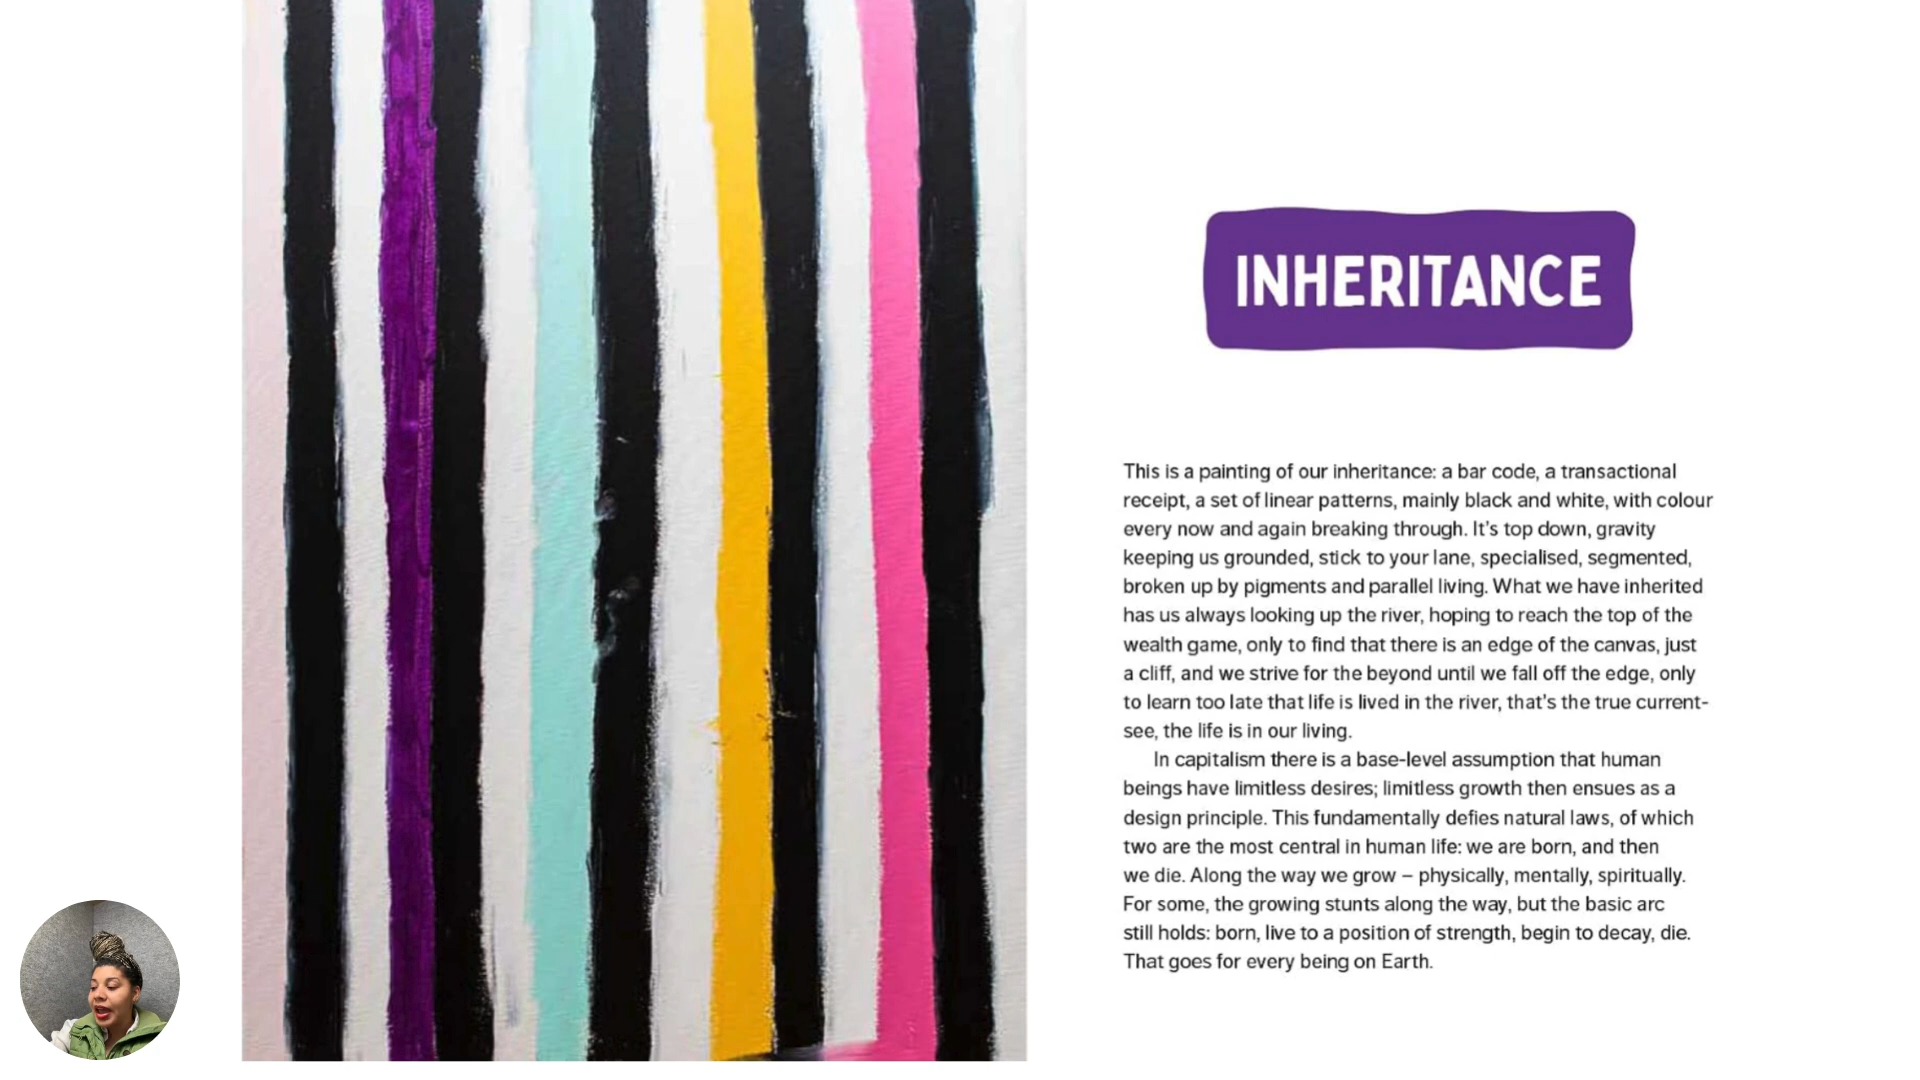 INHERITANCE
This is a painting of our inheritance: a bar code, a transactional
receipt, a set of linear patterns, mainly black and white, with colour
every now and again breaking through. It's top down, gravity
keeping us grounded, stick to your lane, specialised, segmented,
broken up by pigments and parallel living. What we have inherited
has us always looking up the river, hoping to reach the top of the
wealth game, only to find that there is an edge of the canvas, just
a cliff, and we strive for the beyond until we fall off the edge, only
to learn too late that life is lived in the river, that's the true current-
see, the life is in our living.
In capitalism there is a base-level assumption that human
beings have limitless desires; limitless growth then ensues as a
design principle. This fundamentally defies natural laws, of which
two are the most central in human life: we are born, and then
we die. Along the way we grow – physically, mentally, spiritually.
For some, the growing stunts along the way, but the basic arc
still holds: born, live to a position of strength, begin to decay, die.
That goes for every being on Earth.